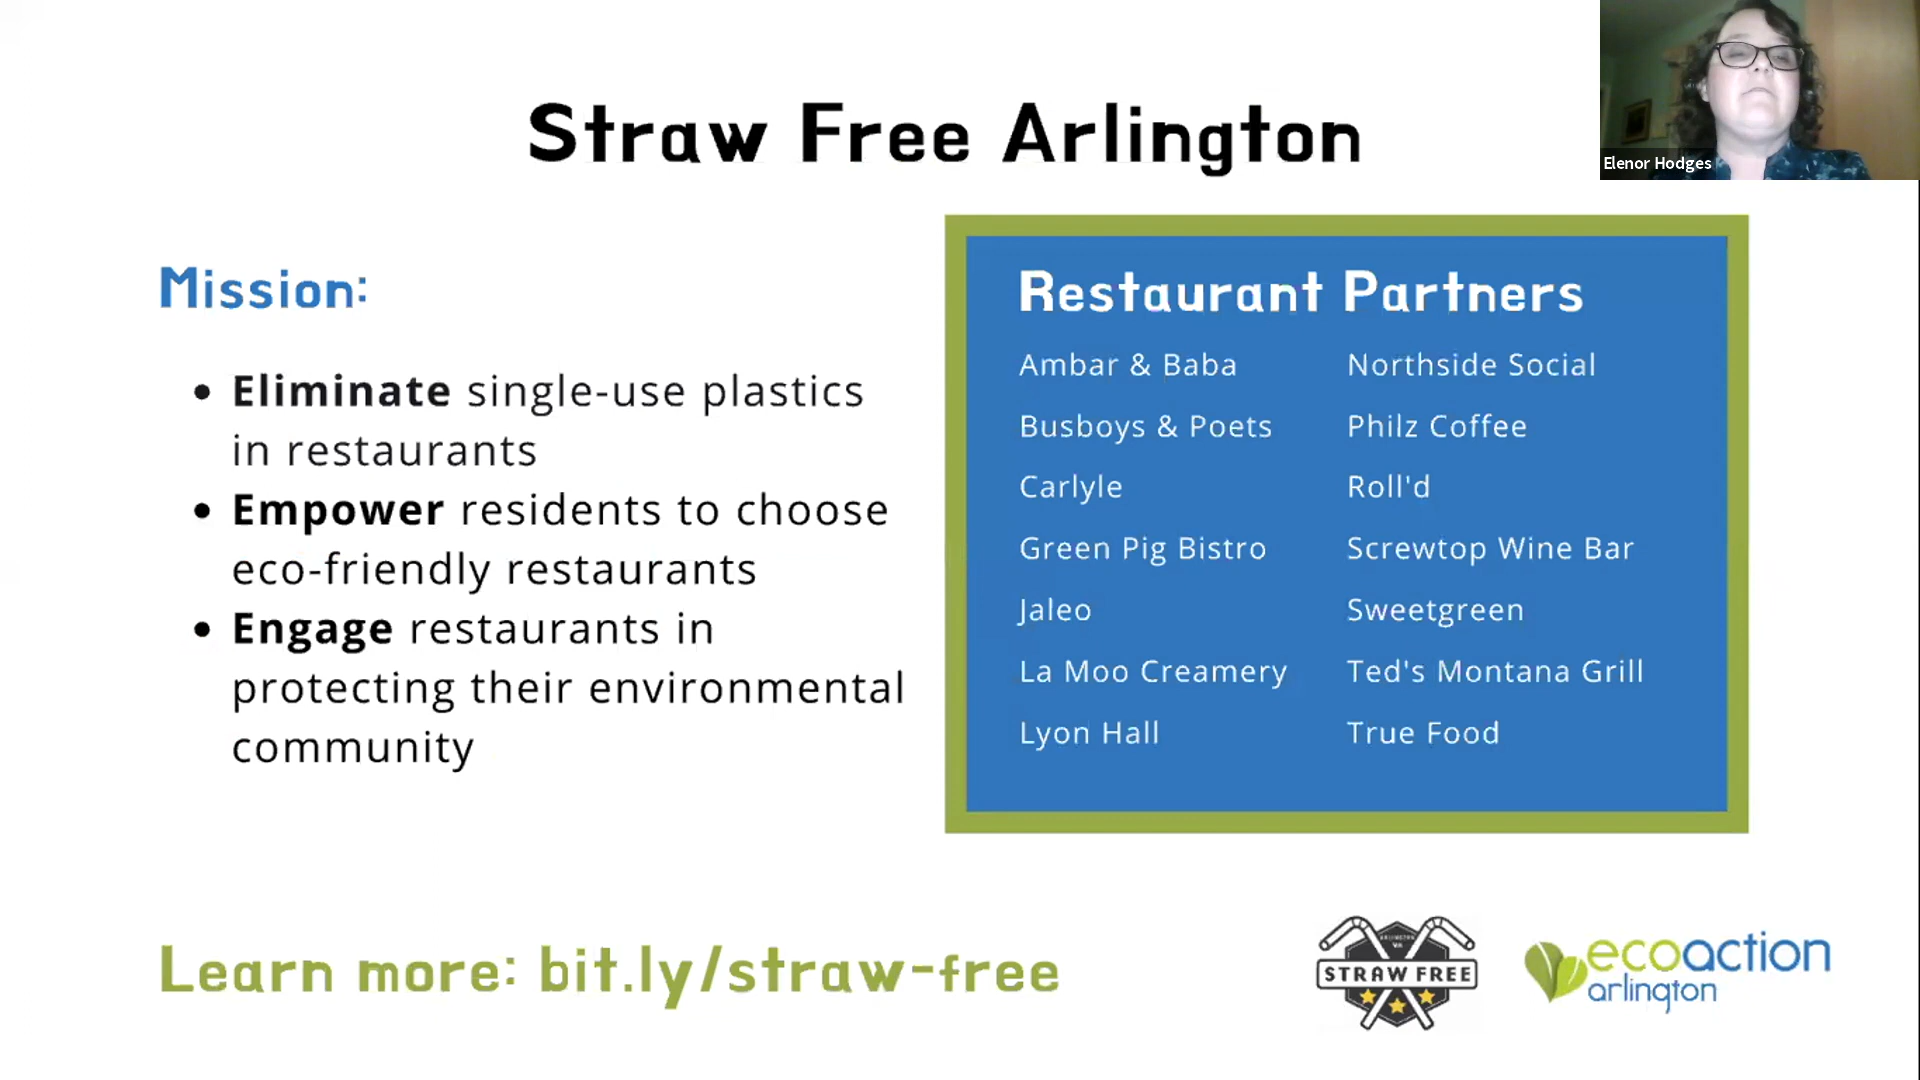 Straw Free Arlington
Elenor Hodges
Mission:
• Eliminate single-use plastics
in restaurants
• Empower residents to choose
eco-friendly restaurants
• Engage restaurants in
protecting their environmental
community
Restaurant Partners
Ambar & Baba
Busboys & Poets
Carlyle
Green Pig Bistro
Jaleo
La Moo Creamery
Lyon Hall
Northside Social
Philz Coffee
Roll'd
Screwtop Wine Bar
Sweetgreen
Ted's Montana Grill
True Food
Learn more: bit.ly/straw-free
ARLINGTON
VA
STRAW FREE
ecoaction
arlington